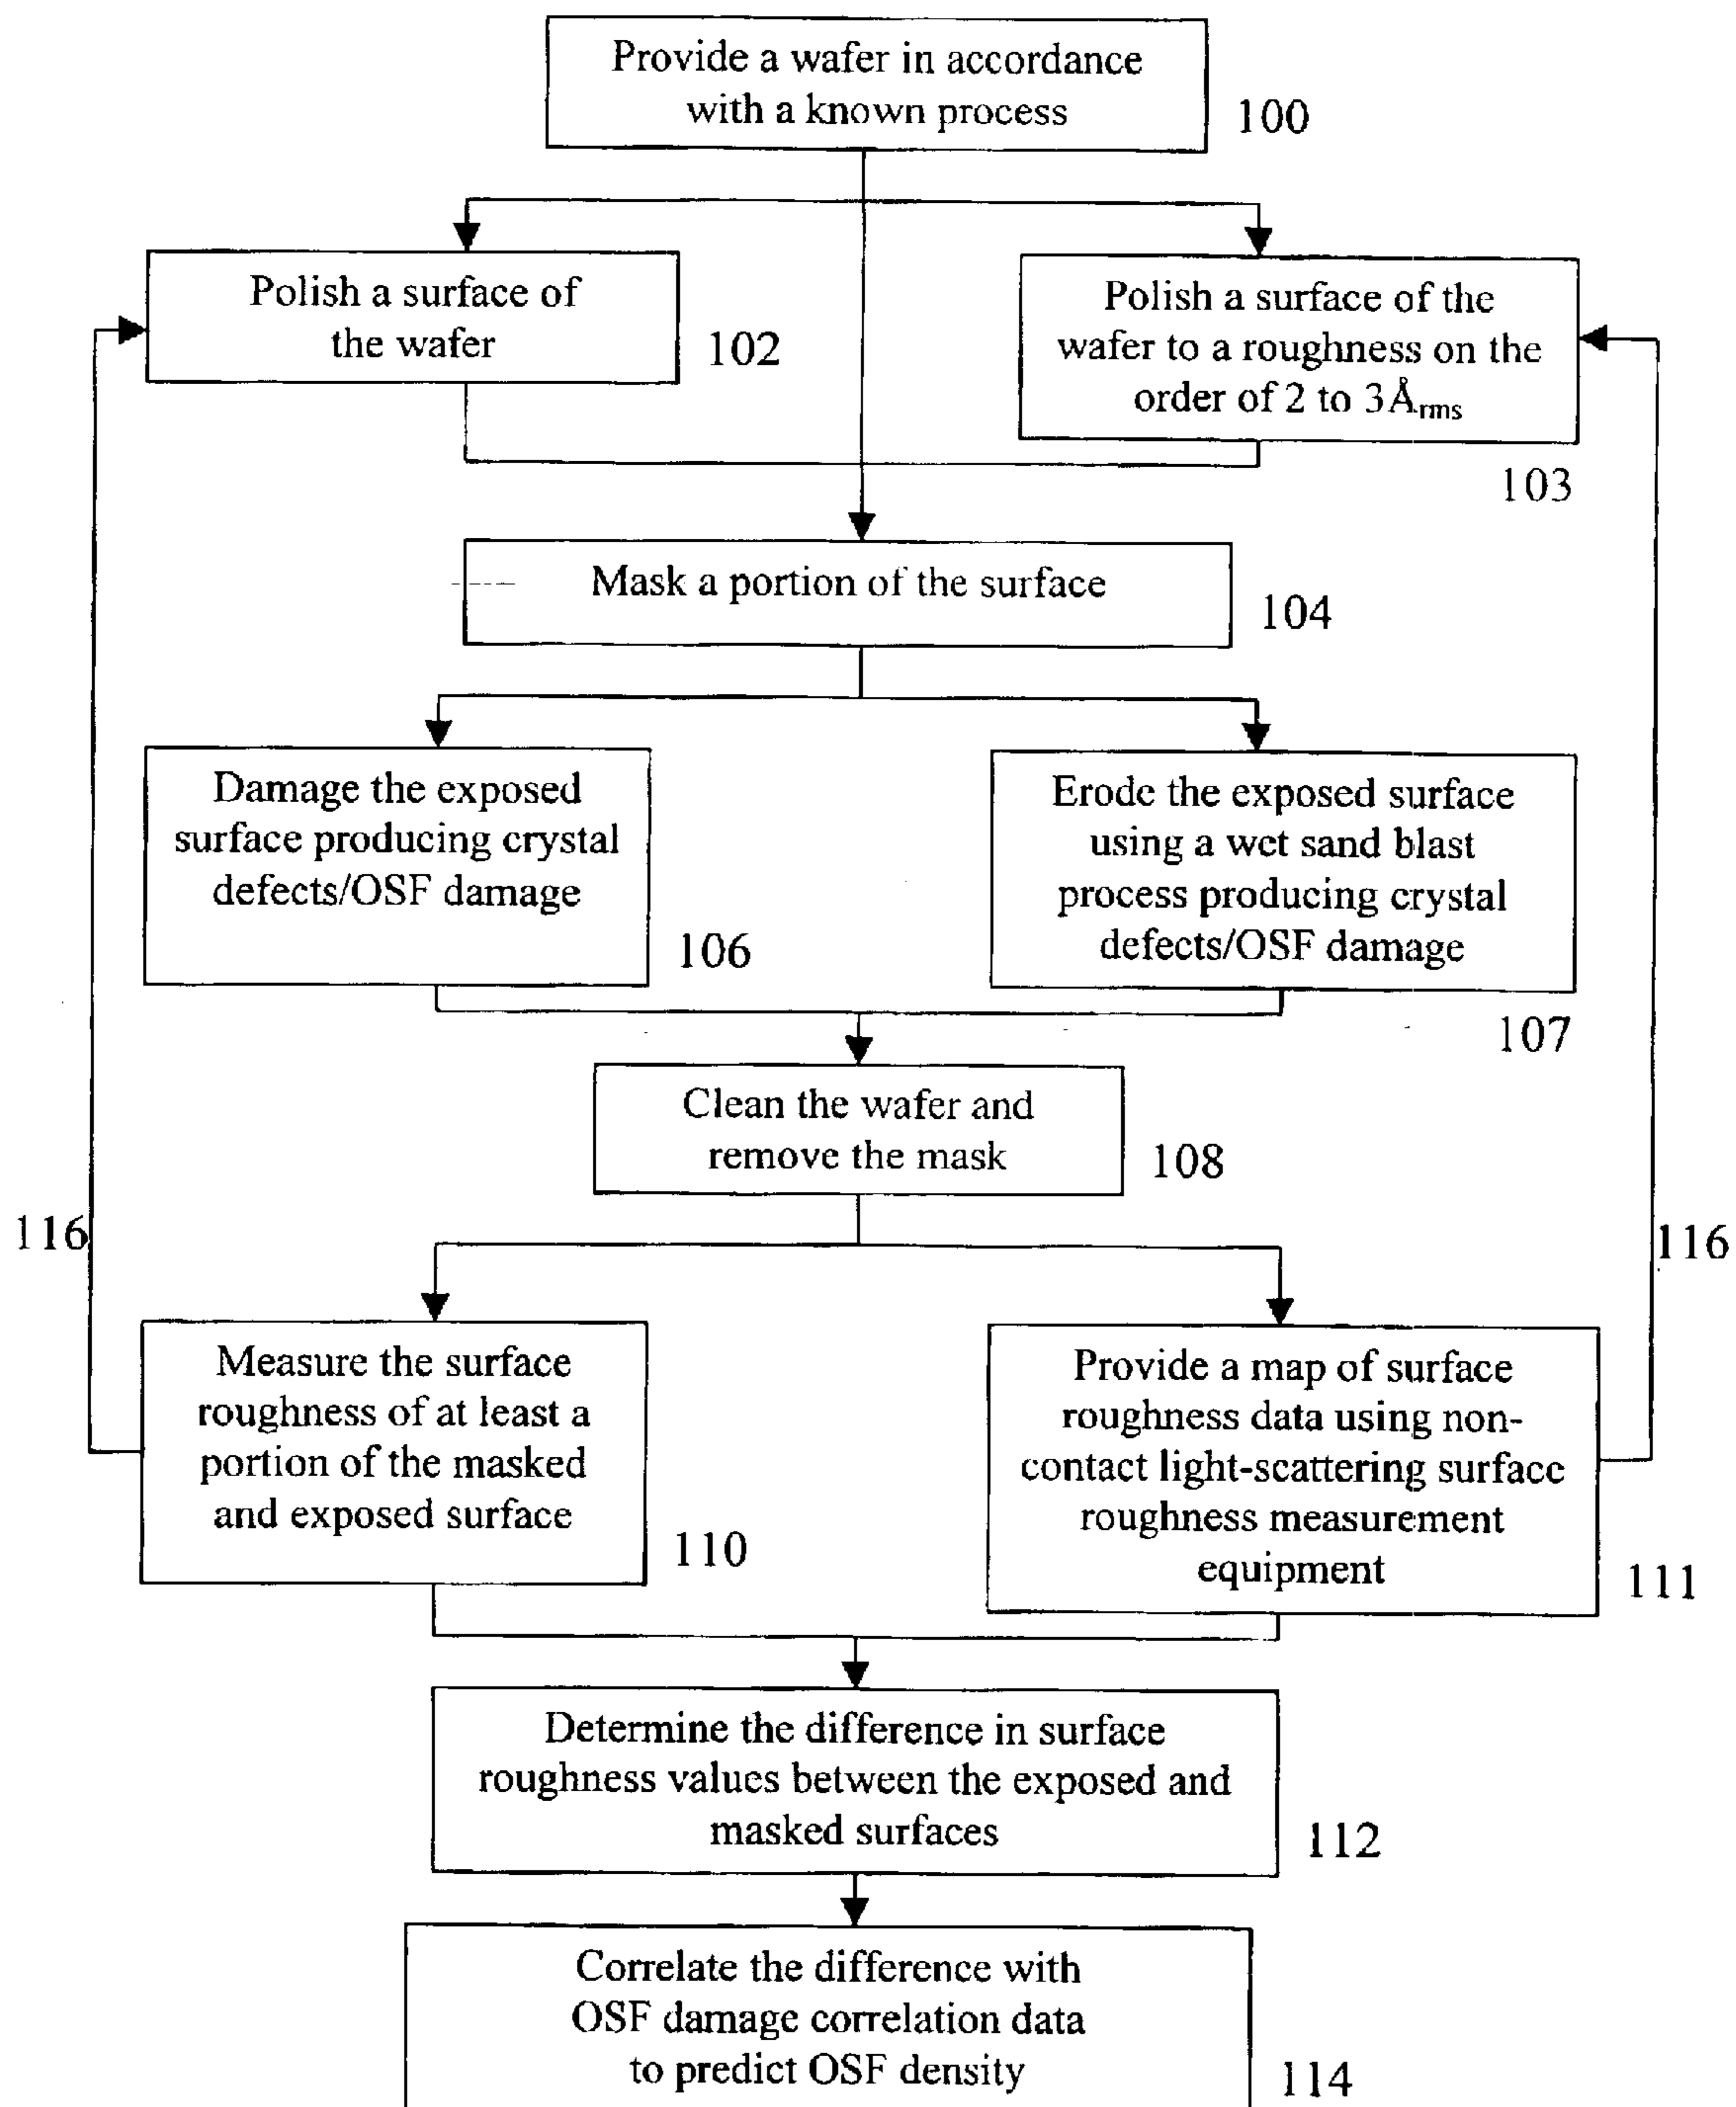 Provide a wafer in accordance
with a known process
100
Polish a surface of
the wafer
102
Polish a surface of the
wafer to a roughness on the
order of 2 to 3Årms
103
Mask a portion of the surface
104
Damage the exposed
surface producing crystal
defects/OSF damage
106
Erode the exposed surface
using a wet sand blast
process producing crystal
defects/OSF damage
107
Clean the wafer and
remove the mask
108
116
116
Measure the surface
roughness of at least a
portion of the masked
and exposed surface
110
Provide a map of surface
roughness data using non-
contact light-scattering surface
roughness measurement
equipment
111
Determine the difference in surface
roughness values between the exposed and
masked surfaces
112
Correlate the difference with
OSF damage correlation data
to predict OSF density
114